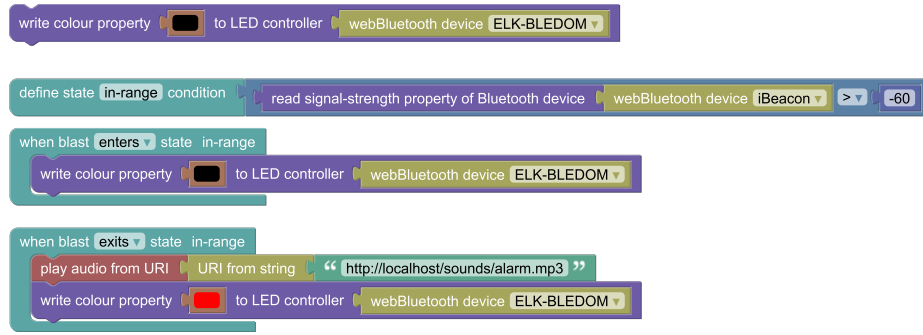 write colour property to LED controller webBluetooth device ELK-BLEDOM ▾
define state in-range condition read signal-strength property of Bluetooth device webBluetooth device iBeacon ▾ > ▾ -60
when blast enters ▾ state in-range
write colour property to LED controller webBluetooth device ELK-BLEDOM ▾
when blast exits ▾ state in-range
play audio from URI URI from string “ http://localhost/sounds/alarm.mp3 ”
write colour property to LED controller webBluetooth device ELK-BLEDOM ▾